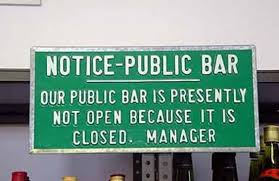 NOTICE-PUBLIC BAR
OUR PUBLIC BAR IS PRESENTLY
NOT OPEN BECAUSE IT IS
CLOSED. MANAGER